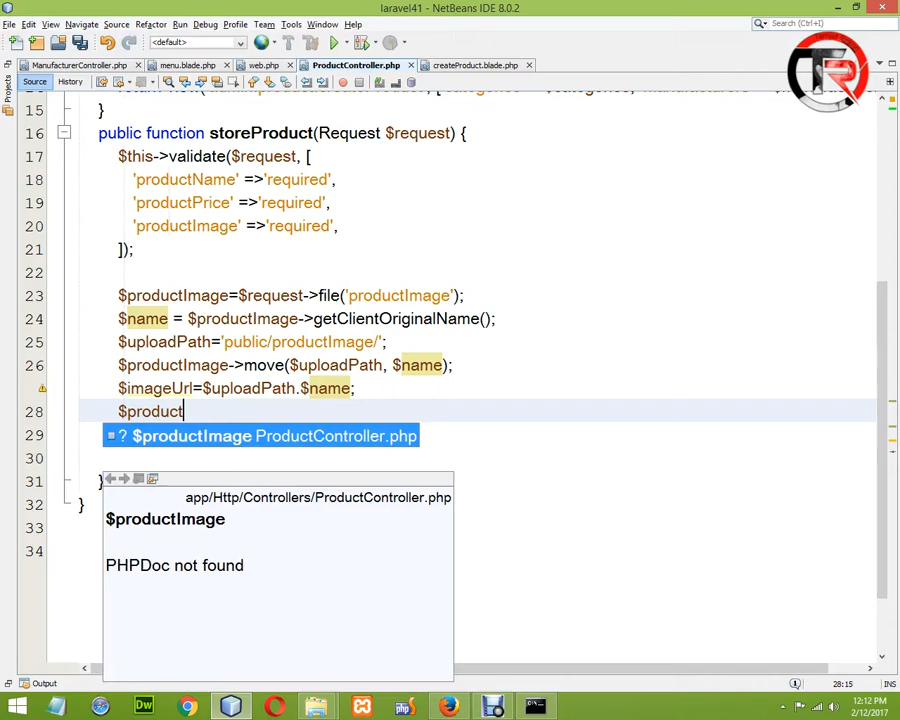 laravel41 - NetBeans IDE 8.0.2
File Edit View Navigate Source Refactor Run Debug Profile Team Tools Window Help
Search (Ctrl+I)
<default>
ManufacturerController.php menu.blade.php web.php ProductController.php createProduct.blade.php
Source History
Projects
15 }
16 public function storeProduct(Request $request) {
17 $this->validate($request, [
18 'productName' =>'required',
19 'productPrice' =>'required',
20 'productImage' =>'required',
21 ]);
22
23 $productImage=$request->file('productImage');
24 $name = $productImage->getClientOriginalName();
25 $uploadPath='public/productImage/';
26 $productImage->move($uploadPath, $name);
$imageUrl=$uploadPath.$name;
28 $product
29 ? $productImage ProductController.php
30
31 }
32 }
33
34
app/Http/Controllers/ProductController.php
$productImage
PHPDoc not found
Output
28:15 INS
Dw
php
12:12 PM
2/12/2017